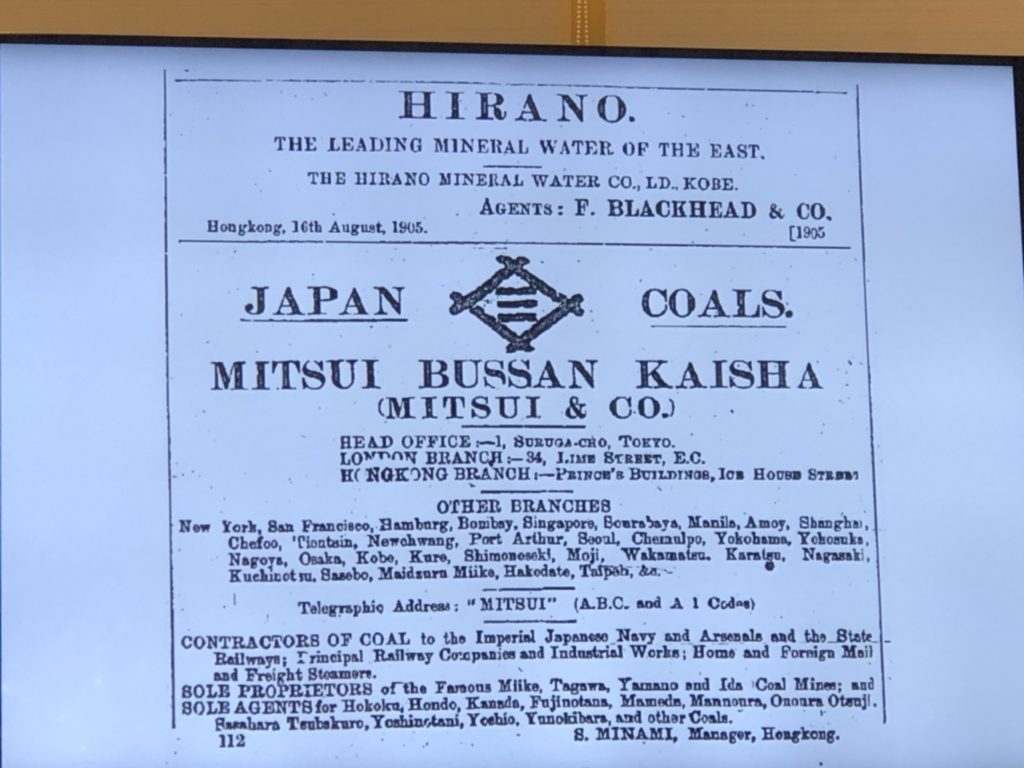 HIRANO.
THE LEADING MINERAL WATER OF THE EAST.
THE HIRANO MINERAL WATER CO., LD., KOBE.
AGENTS: F. BLACKHEAD & CO.
Hongkong, 16th August, 1905. [1905
JAPAN COALS.
MITSUI BUSSAN KAISHA
(MITSUI & CO.)
HEAD OFFICE:—1, SURUGA-CHO, TOKYO.
LONDON BRANCH:—34, LIME STREET, E.C.
HONGKONG BRANCH:—PRINCE'S BUILDINGS, ICE HOUSE STREET
OTHER BRANCHES
New York, San Francisco, Hamburg, Bombay, Singapore, Sourabaya, Manila, Amoy, Shanghai,
Chefoo, Tientsin, Newchwang, Port Arthur, Seoul, Chemulpo, Yokohama, Yokosuka,
Nagoya, Osaka, Kobe, Kure, Shimonoseki, Moji, Wakamatsu, Karatsu, Nagasaki,
Kuchinotsu, Sasebo, Maidzuru Miike, Hakodate, Taipeh, &c.
Telegraphic Address: "MITSUI" (A.B.C. and A 1 Codes)
CONTRACTORS OF COAL to the Imperial Japanese Navy and Arsenals and the State
Railways; Principal Railway Companies and Industrial Works; Home and Foreign Mail
and Freight Steamers.
SOLE PROPRIETORS of the Famous Miike, Tagawa, Yamano and Ida Coal Mines; and
SOLE AGENTS for Hokoku, Hondo, Kanada, Fujinotana, Mameda, Mannoura, Onoura Otsuji.
Sasahara Tsubakuro, Yoshinotani, Yoshio, Yunokibara, and other Coals.
112 S. MINAMI, Manager, Hongkong.